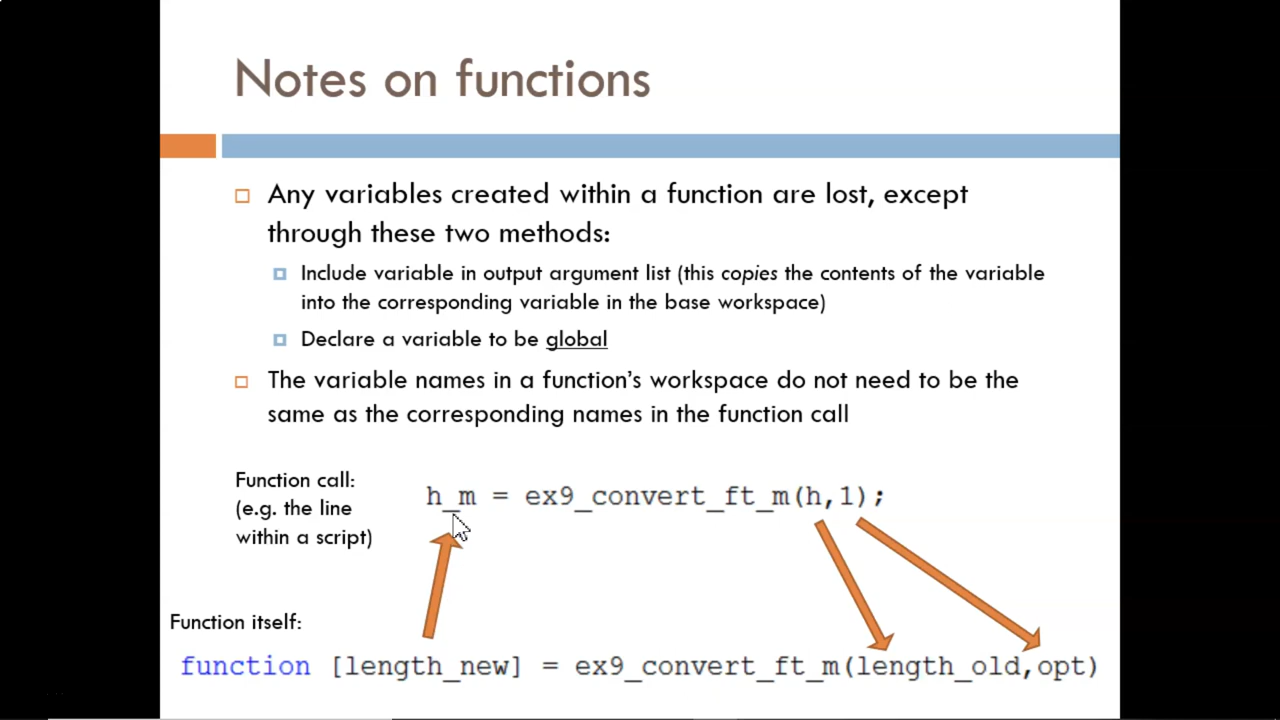 Notes on functions
Any variables created within a function are lost, except
through these two methods:
Include variable in output argument list (this copies the contents of the variable
into the corresponding variable in the base workspace)
Declare a variable to be global
The variable names in a function's workspace do not need to be the
same as the corresponding names in the function call
Function call:
(e.g. the line
within a script)
h_m = ex9_convert_ft_m(h,1);
Function itself:
function [length_new] = ex9_convert_ft_m(length_old,opt)